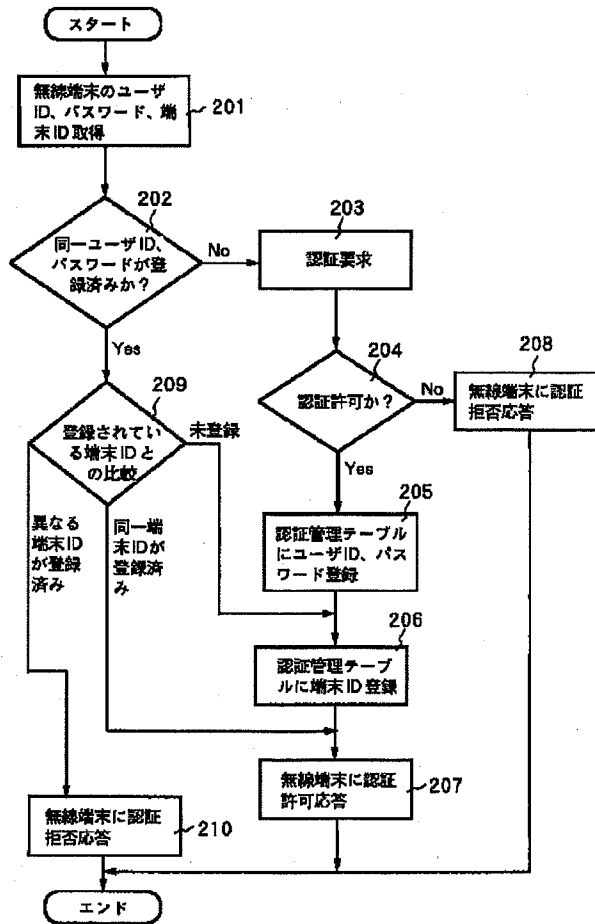 スタート
無線端末のユーザ
ID、パスワード、端
末ID取得
201
202
同一ユーザID、
パスワードが登
録済みか？
No
Yes
203
認証要求
204
認証許可か？
No
Yes
208
無線端末に認証
拒否応答
209
登録されてい
る端末IDと
の比較
未登録
異なる
端末ID
が登録
済み
同一端
末IDが
登録済
み
205
認証管理テーブル
にユーザID、パス
ワード登録
206
認証管理テーブ
ルに端末ID登録
無線端末に認証
許可応答
207
無線端末に認証
拒否応答
210
エンド